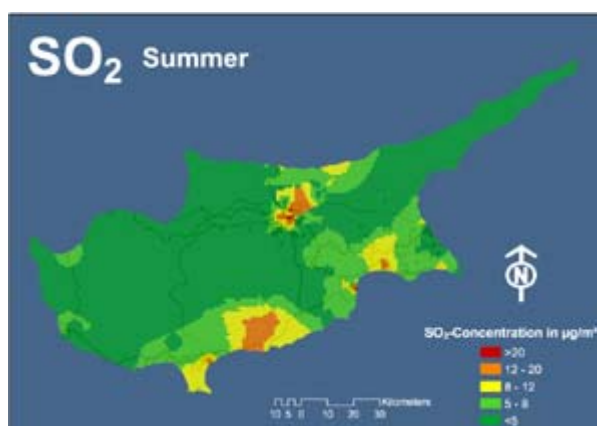 SO₂ Summer
N
SO₂-Concentration in µg/m³
>20
12 - 20
8 - 12
5 - 8
<5
10 5 0 10 20 30 Kilometers